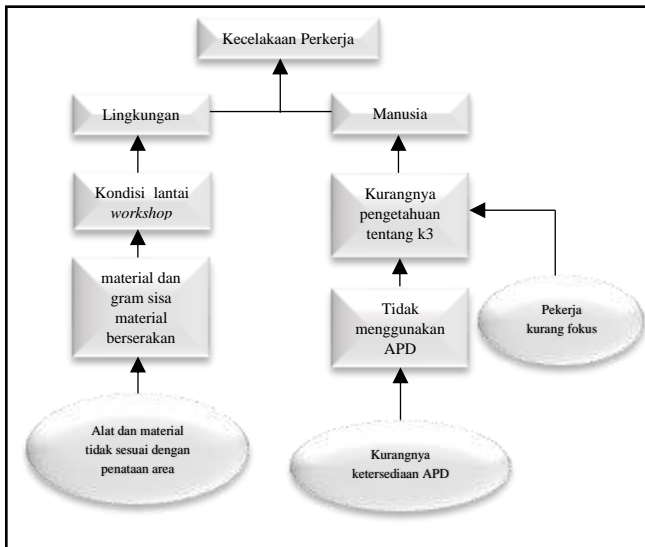 Kecelakaan Perkerja
Lingkungan
Manusia
Kondisi lantai
workshop
Kurangnya
pengetahuan
tentang k3
material dan
gram sisa
material
berserakan
Tidak
menggunakan
APD
Pekerja
kurang fokus
Alat dan material
tidak sesuai dengan
penataan area
Kurangnya
ketersediaan APD